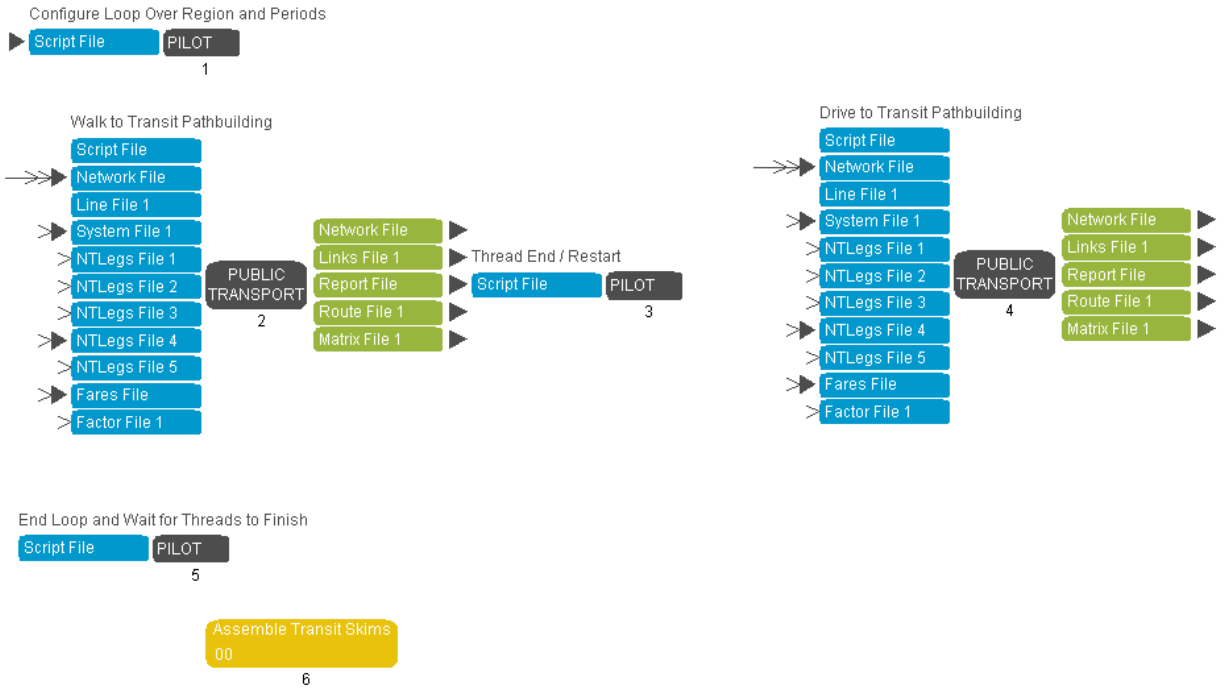 Configure Loop Over Region and Periods
Script File
PILOT
1
Walk to Transit Pathbuilding
Script File
Network File
Line File 1
System File 1
NTLegs File 1
NTLegs File 2
NTLegs File 3
NTLegs File 4
NTLegs File 5
Fares File
Factor File 1
PUBLIC
TRANSPORT
2
Network File
Links File 1
Report File
Route File 1
Matrix File 1
Thread End / Restart
Script File
PILOT
3
Drive to Transit Pathbuilding
Script File
Network File
Line File 1
System File 1
NTLegs File 1
NTLegs File 2
NTLegs File 3
NTLegs File 4
NTLegs File 5
Fares File
Factor File 1
PUBLIC
TRANSPORT
4
Network File
Links File 1
Report File
Route File 1
Matrix File 1
End Loop and Wait for Threads to Finish
Script File
PILOT
5
Assemble Transit Skims
00
6